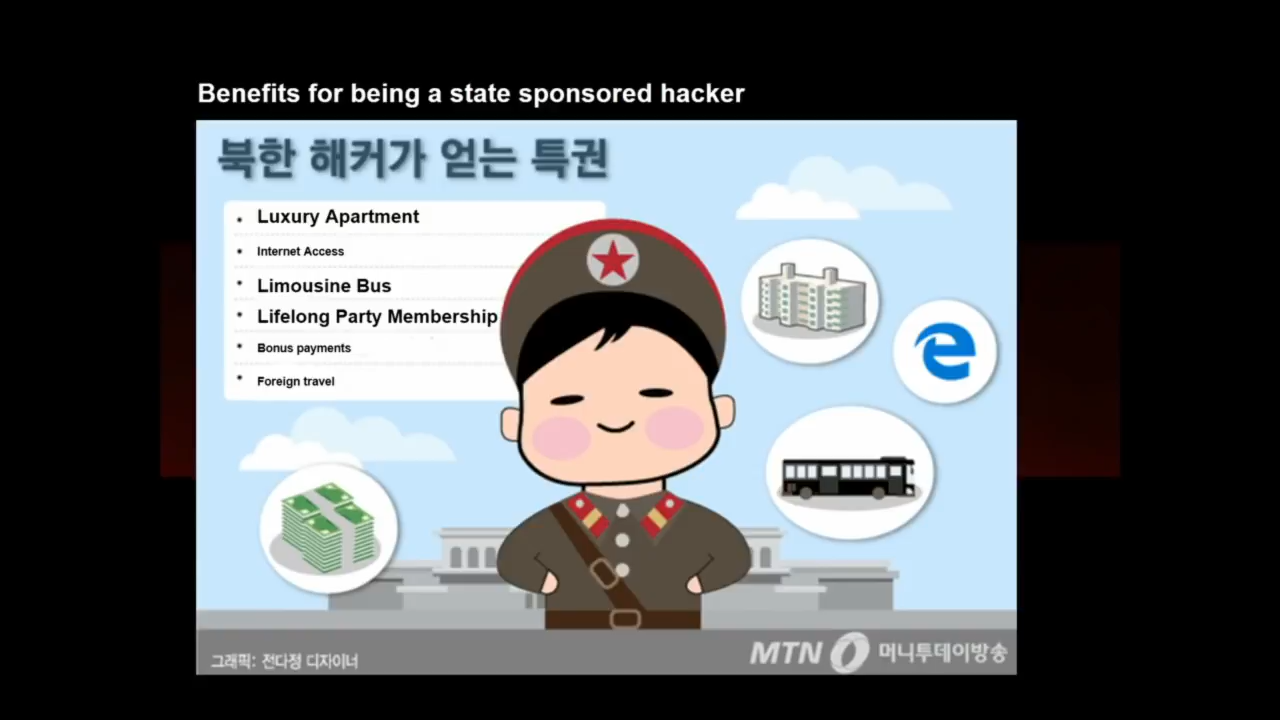 Benefits for being a state sponsored hacker
북한 해커가 얻는 특권
• Luxury Apartment
• Internet Access
• Limousine Bus
• Lifelong Party Membership
• Bonus payments
• Foreign travel
그래픽: 전다정 디자이너
MTN 머니투데이방송